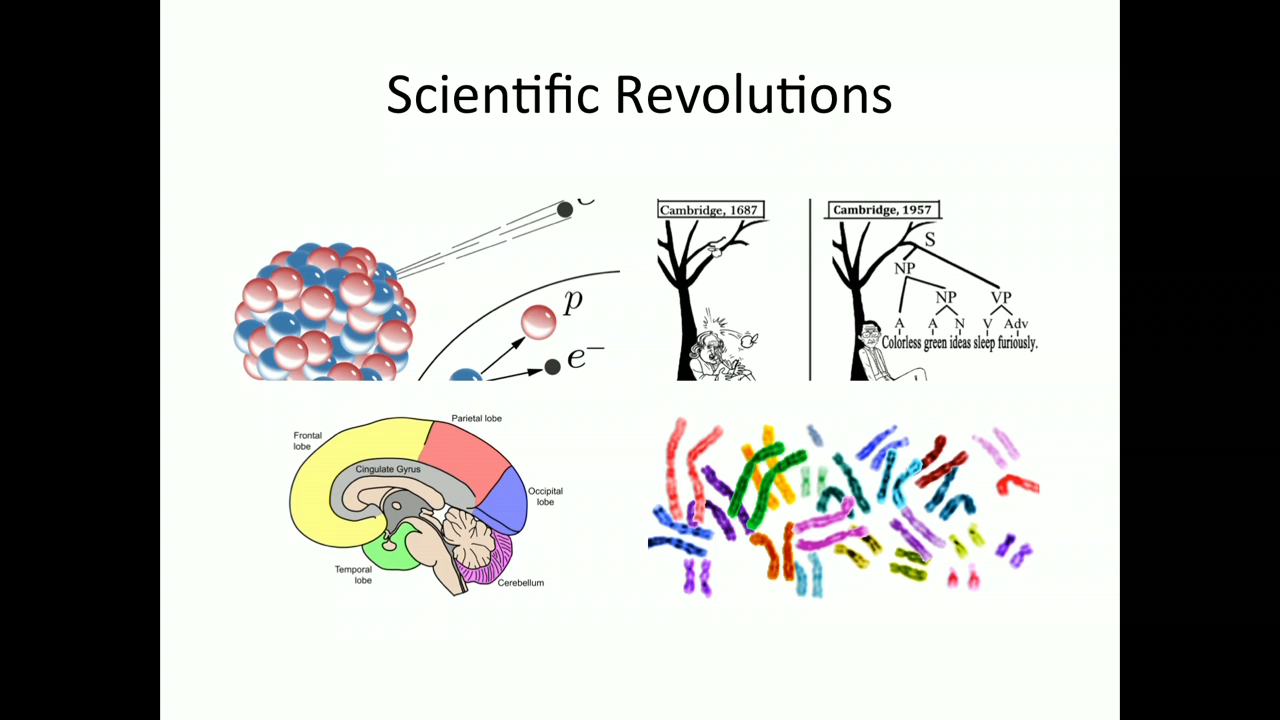 Scientific Revolutions
p
e−
Cambridge, 1687
Cambridge, 1957
S
NP
NP VP
A A N V Adv
Colorless green ideas sleep furiously.
Parietal lobe
Frontal
lobe
Cingulate Gyrus
Occipital
lobe
Temporal
lobe
Cerebellum